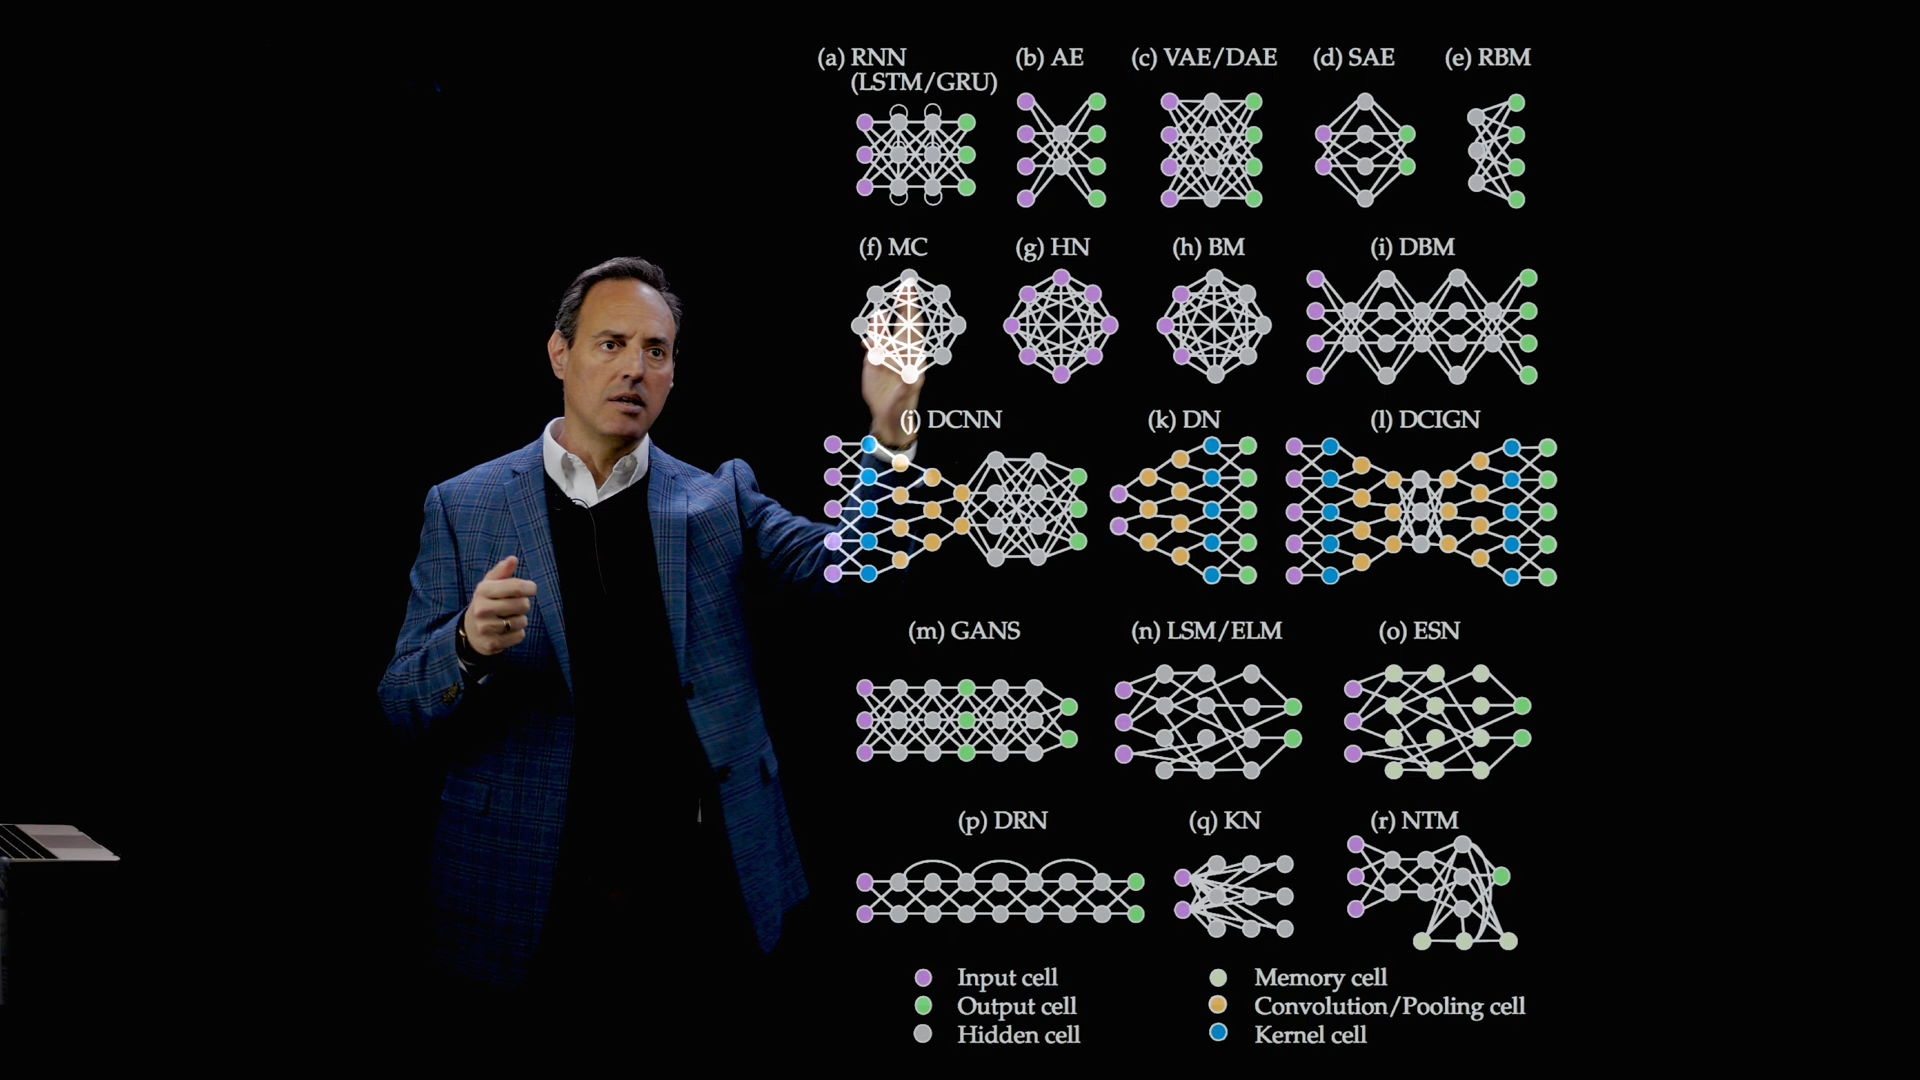 (a) RNN (b) AE (c) VAE/DAE (d) SAE (e) RBM
(LSTM/GRU)
(f) MC (g) HN (h) BM (i) DBM
(j) DCNN (k) DN (l) DCIGN
(m) GANS (n) LSM/ELM (o) ESN
(p) DRN (q) KN (r) NTM
Input cell Memory cell
Output cell Convolution/Pooling cell
Hidden cell Kernel cell